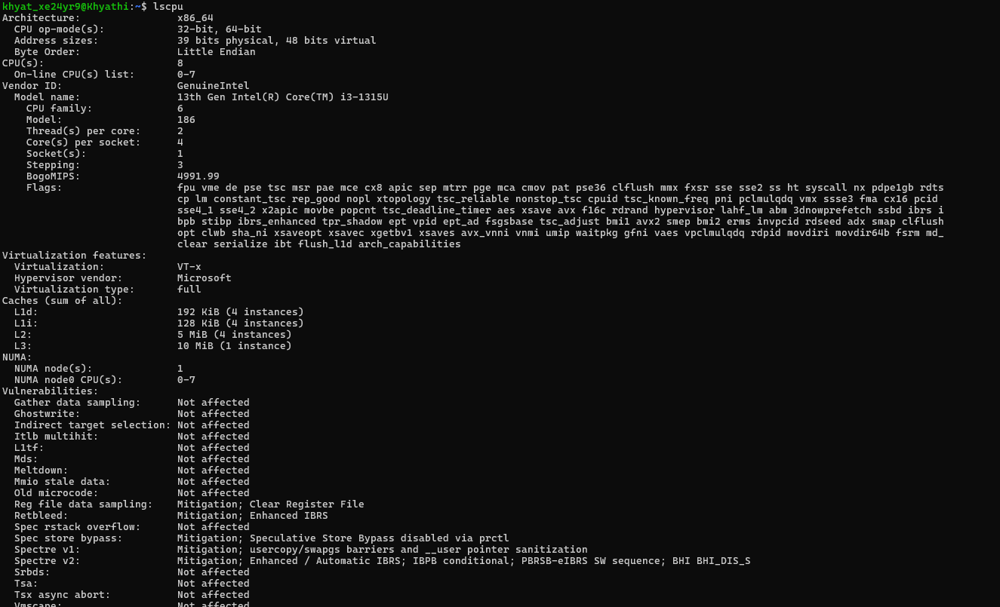 khyat_xe24yr9@Khyathi:~$ lscpu
Architecture: x86_64
CPU op-mode(s): 32-bit, 64-bit
Address sizes: 39 bits physical, 48 bits virtual
Byte Order: Little Endian
CPU(s): 8
On-line CPU(s) list: 0-7
Vendor ID: GenuineIntel
Model name: 13th Gen Intel(R) Core(TM) i3-1315U
CPU family: 6
Model: 186
Thread(s) per core: 2
Core(s) per socket: 4
Socket(s): 1
Stepping: 3
BogoMIPS: 4991.99
Flags: fpu vme de pse tsc msr pae mce cx8 apic sep mtrr pge mca cmov pat pse36 clflush mmx fxsr sse sse2 ss ht syscall nx pdpe1gb rdts
cp lm constant_tsc rep_good nopl xtopology tsc_reliable nonstop_tsc cpuid tsc_known_freq pni pclmulqdq vmx ssse3 fma cx16 pcid
sse4_1 sse4_2 x2apic movbe popcnt tsc_deadline_timer aes xsave avx f16c rdrand hypervisor lahf_lm abm 3dnowprefetch ssbd ibrs i
bpb stibp ibrs_enhanced tpr_shadow ept vpid ept_ad fsgsbase tsc_adjust bmi1 avx2 smep bmi2 erms invpcid rdseed adx smap clflush
opt clwb sha_ni xsaveopt xsavec xgetbv1 xsaves avx_vnni vnmi umip waitpkg gfni vaes vpclmulqdq rdpid movdiri movdir64b fsrm md_
clear serialize ibt flush_l1d arch_capabilities
Virtualization features:
Virtualization: VT-x
Hypervisor vendor: Microsoft
Virtualization type: full
Caches (sum of all):
L1d: 192 KiB (4 instances)
L1i: 128 KiB (4 instances)
L2: 5 MiB (4 instances)
L3: 10 MiB (1 instance)
NUMA:
NUMA node(s): 1
NUMA node0 CPU(s): 0-7
Vulnerabilities:
Gather data sampling: Not affected
Ghostwrite: Not affected
Indirect target selection: Not affected
Itlb multihit: Not affected
L1tf: Not affected
Mds: Not affected
Meltdown: Not affected
Mmio stale data: Not affected
Old microcode: Not affected
Reg file data sampling: Mitigation; Clear Register File
Retbleed: Mitigation; Enhanced IBRS
Spec rstack overflow: Not affected
Spec store bypass: Mitigation; Speculative Store Bypass disabled via prctl
Spectre v1: Mitigation; usercopy/swapgs barriers and __user pointer sanitization
Spectre v2: Mitigation; Enhanced / Automatic IBRS; IBPB conditional; PBRSB-eIBRS SW sequence; BHI BHI_DIS_S
Srbds: Not affected
Tsa: Not affected
Tsx async abort: Not affected
Vmscape: Not affected